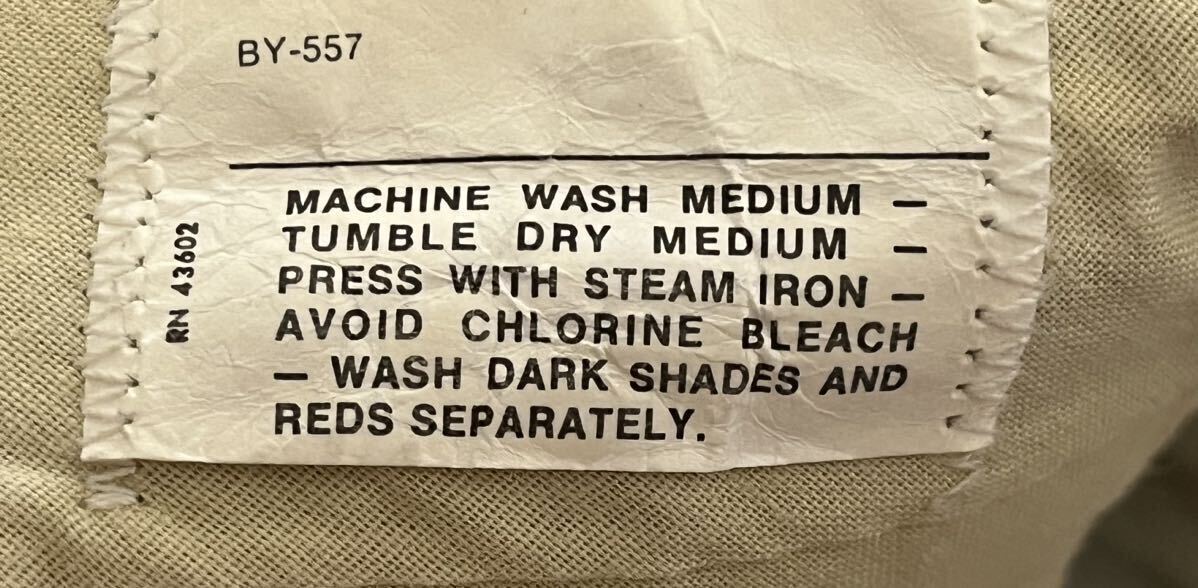 BY-557
RN 43602
MACHINE WASH MEDIUM –
TUMBLE DRY MEDIUM –
PRESS WITH STEAM IRON –
AVOID CHLORINE BLEACH
– WASH DARK SHADES AND
REDS SEPARATELY.